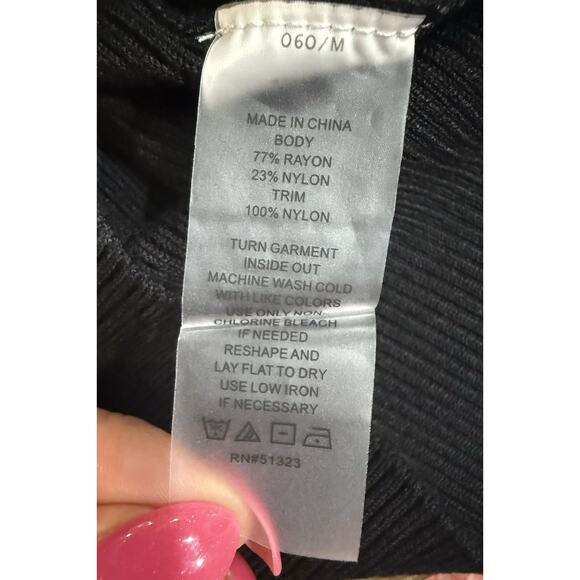 060/M
MADE IN CHINA
BODY
77% RAYON
23% NYLON
TRIM
100% NYLON
TURN GARMENT
INSIDE OUT
MACHINE WASH COLD
WITH LIKE COLORS
USE ONLY NON
CHLORINE BLEACH
IF NEEDED
RESHAPE AND
LAY FLAT TO DRY
USE LOW IRON
IF NECESSARY
RN#51323